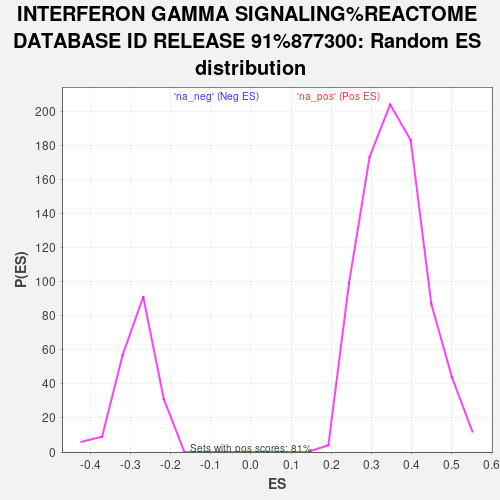 INTERFERON GAMMA SIGNALING%REACTOME
DATABASE ID RELEASE 91%877300: Random ES
distribution
'na_neg' (Neg ES) 'na_pos' (Pos ES)
200
180
160
140
120
100
80
60
40
20
0
P(ES)
Sets with pos scores: 81%
-0.4 -0.3 -0.2 -0.1 0.0 0.1 0.2 0.3 0.4 0.5 0.6
ES